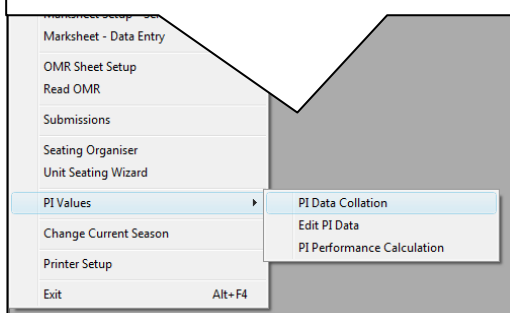 Marksheet - Data Entry
OMR Sheet Setup
Read OMR
Submissions
Seating Organiser
Unit Seating Wizard
PI Values
PI Data Collation
Edit PI Data
PI Performance Calculation
Change Current Season
Printer Setup
Exit Alt+F4